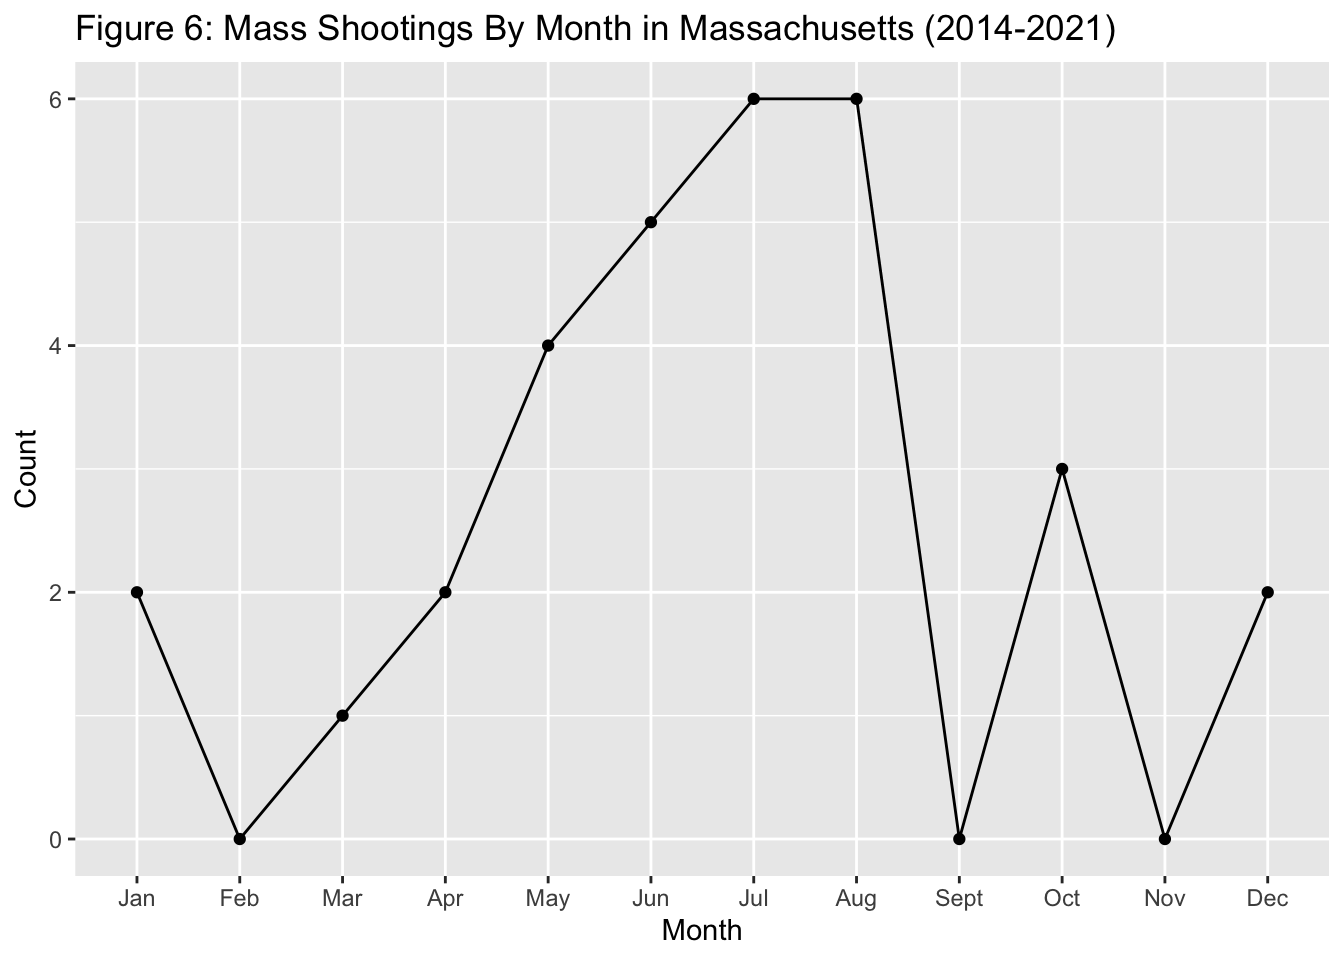 Figure 6: Mass Shootings By Month in Massachusetts (2014-2021)
6
4
2
0
Count
Jan Feb Mar Apr May Jun Jul Aug Sept Oct Nov Dec
Month